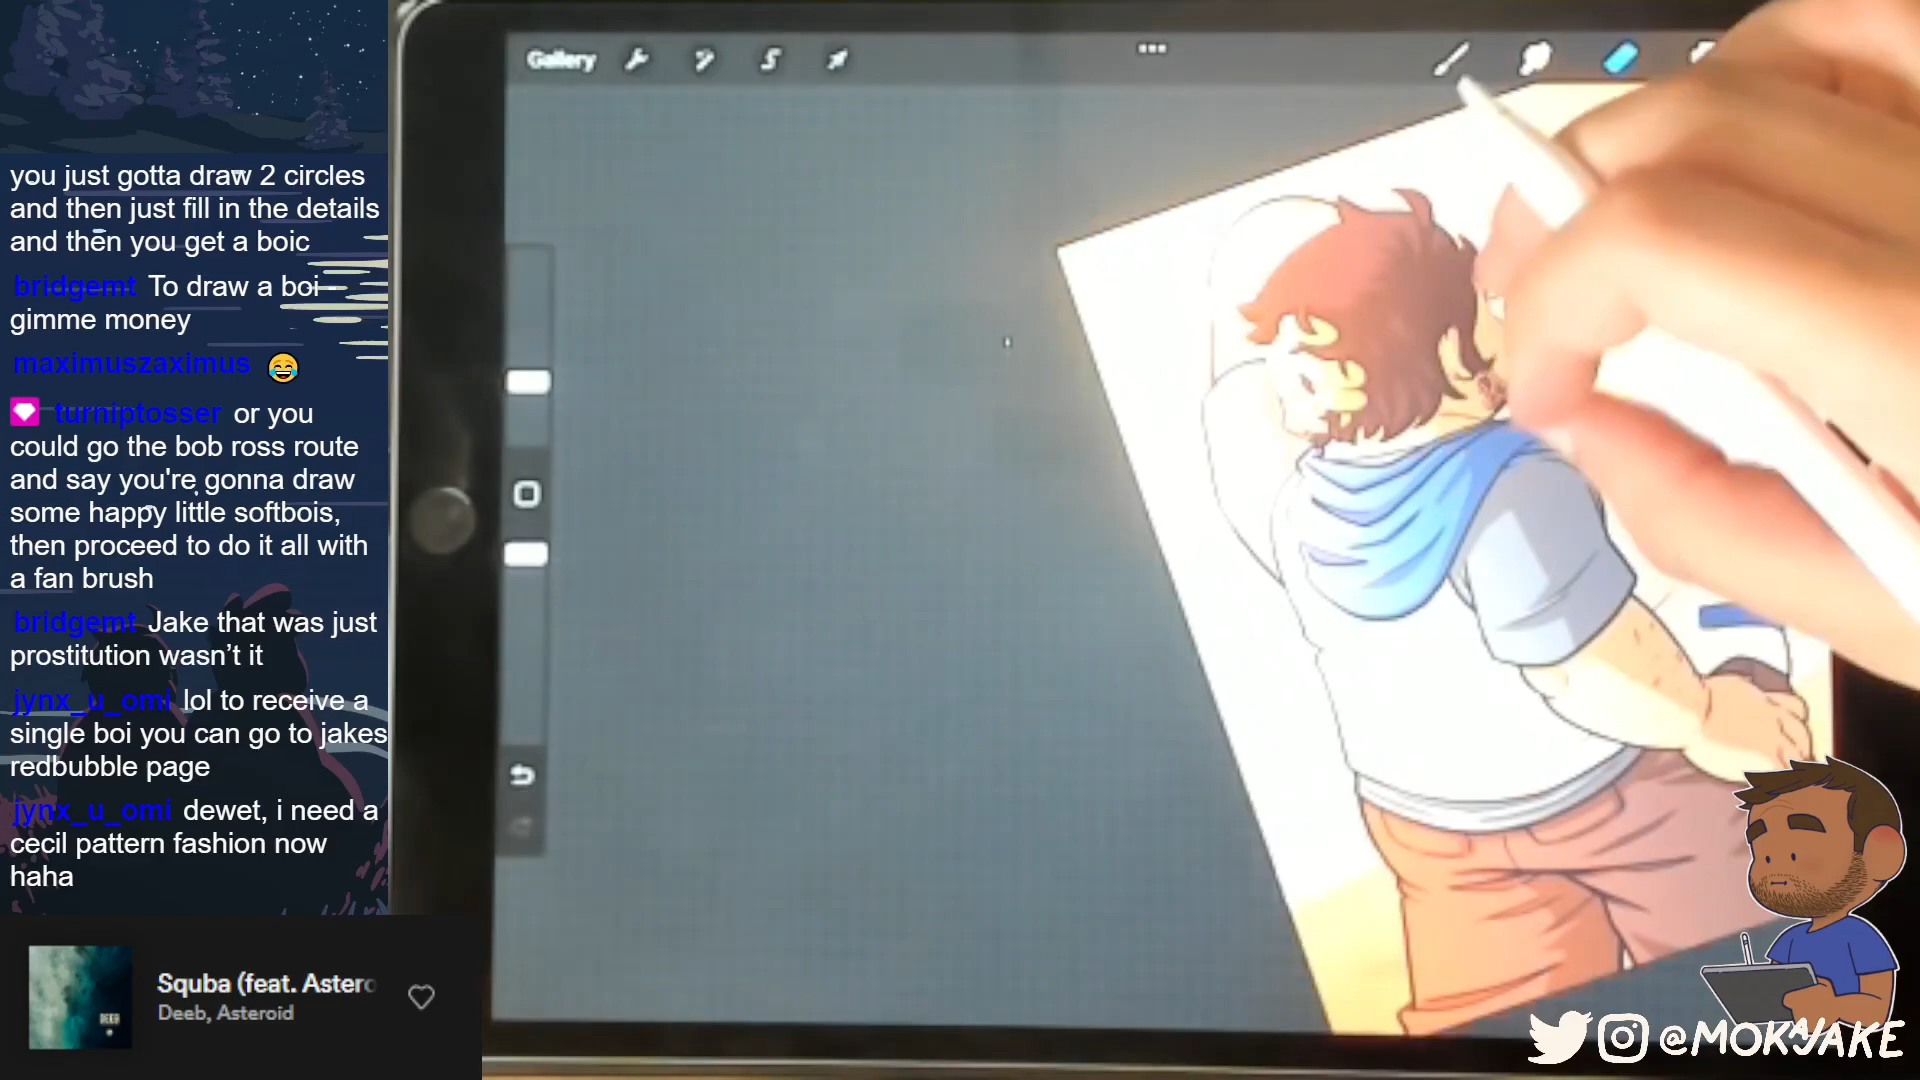 Gallery
you just gotta draw 2 circles
and then just fill in the details
and then you get a boic
bridgemt To draw a boi -
gimme money
maximuszaximus 😂
turniptosser or you
could go the bob ross route
and say you're gonna draw
some happy little softbois,
then proceed to do it all with
a fan brush
bridgemt Jake that was just
prostitution wasn't it
jynx_u_omi lol to receive a
single boi you can go to jakes
redbubble page
jynx_u_omi dewet, i need a
cecil pattern fashion now
haha
DEEB
Squba (feat. Astero
Deeb, Asteroid
@MOKAJAKE